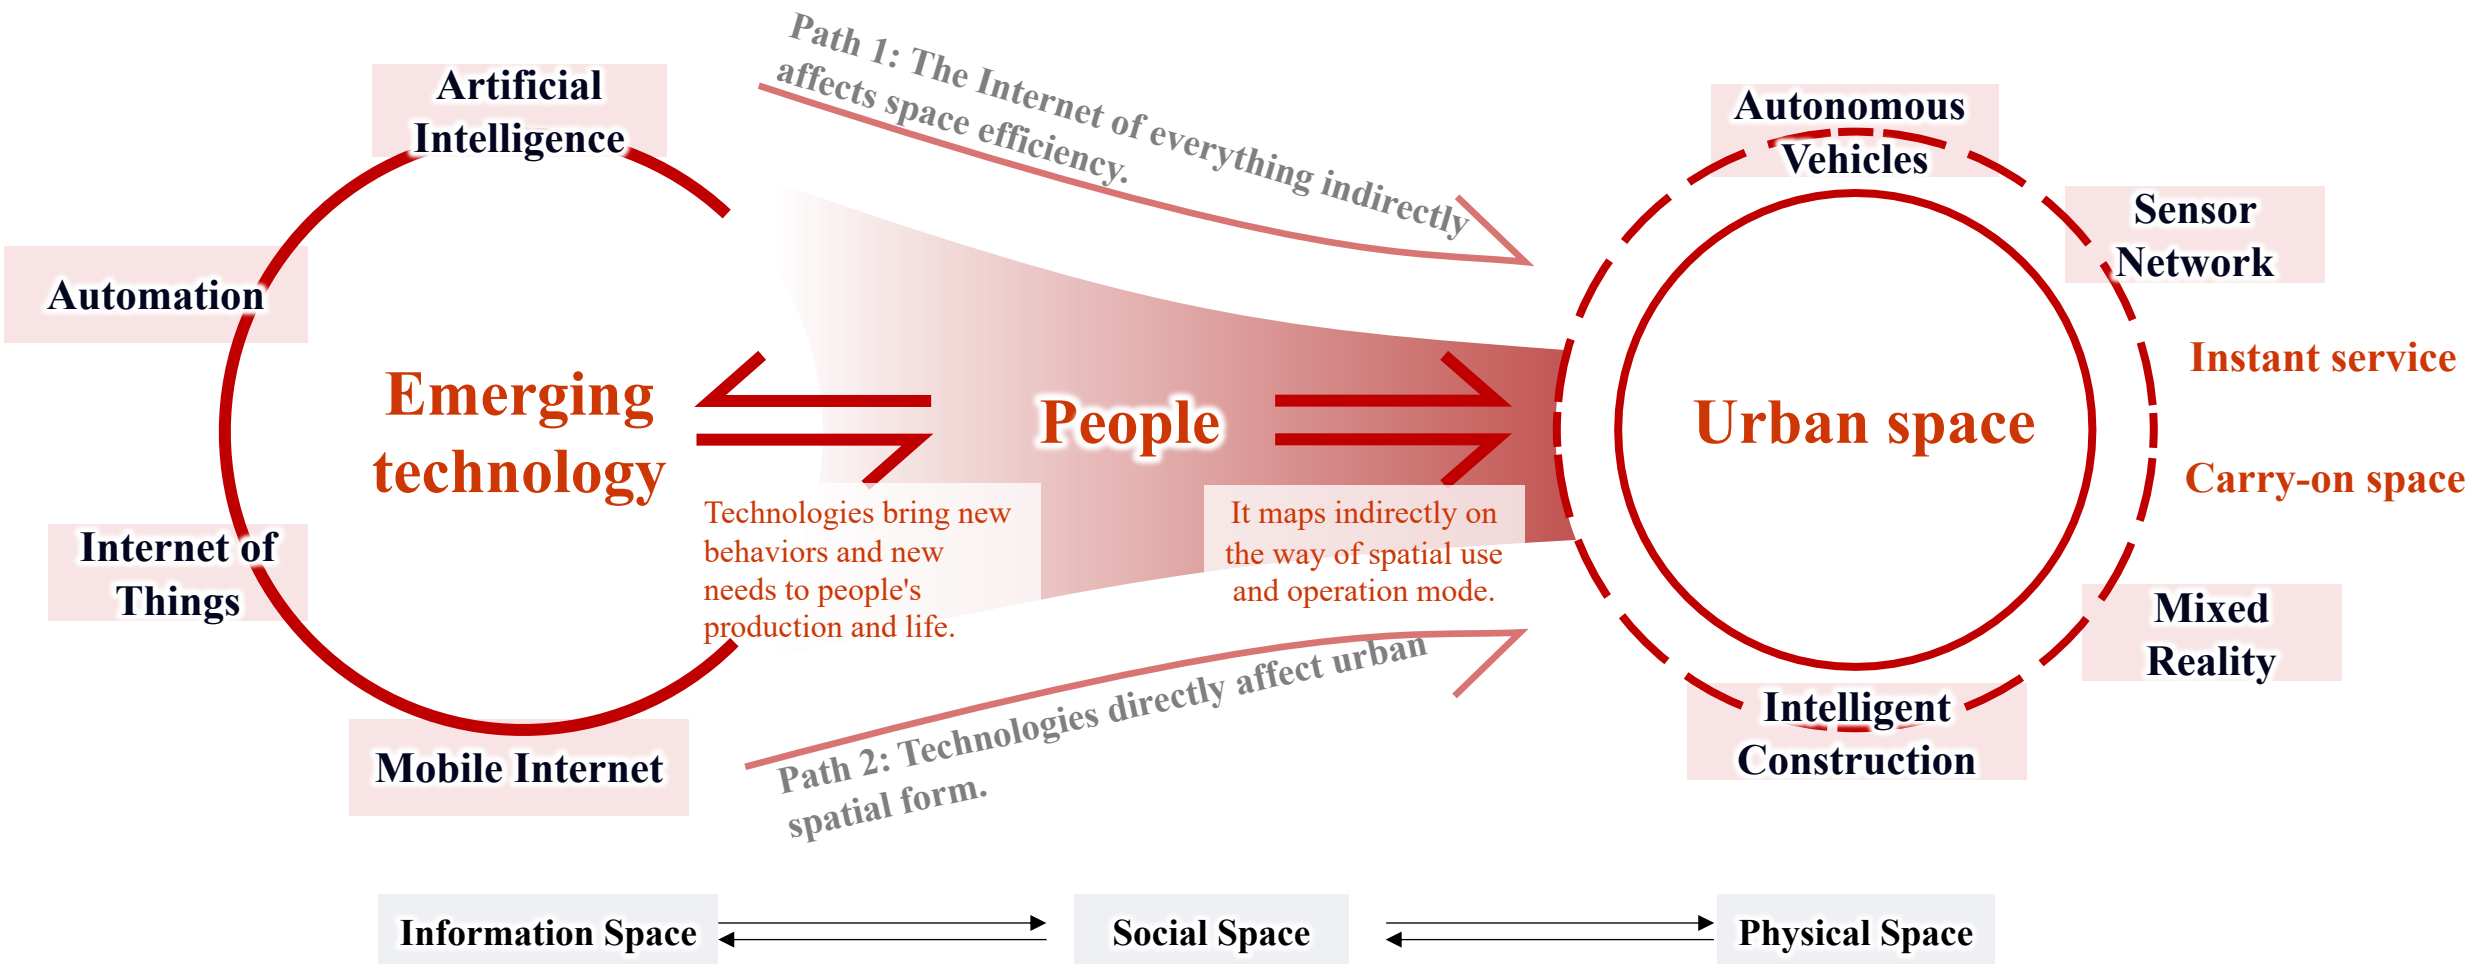 Artificial
Intelligence
Automation
Internet of
Things
Mobile Internet
Emerging
technology
Path 1: The Internet of everything indirectly
affects space efficiency.
People
Technologies bring new
behaviors and new
needs to people's
production and life.
It maps indirectly on
the way of spatial use
and operation mode.
Path 2: Technologies directly affect urban
spatial form.
Autonomous
Vehicles
Sensor
Network
Instant service
Urban space
Carry-on space
Mixed
Reality
Intelligent
Construction
Information Space
Social Space
Physical Space